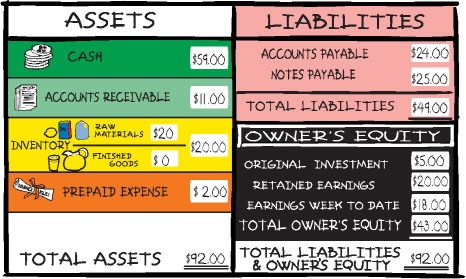 ASSETS
CASH $59.00
ACCOUNTS RECEIVABLE $11.00
INVENTORY $20.00
RAW MATERIALS $20
FINISHED GOODS $0
PREPAID EXPENSE $2.00
TOTAL ASSETS $92.00
LIABILITIES
ACCOUNTS PAYABLE $24.00
NOTES PAYABLE $25.00
TOTAL LIABILITIES $49.00
OWNER'S EQUITY
ORIGINAL INVESTMENT $5.00
RETAINED EARNINGS $20.00
EARNINGS WEEK TO DATE $18.00
TOTAL OWNER'S EQUITY $43.00
TOTAL LIABILITIES
& OWNER'S EQUITY $92.00